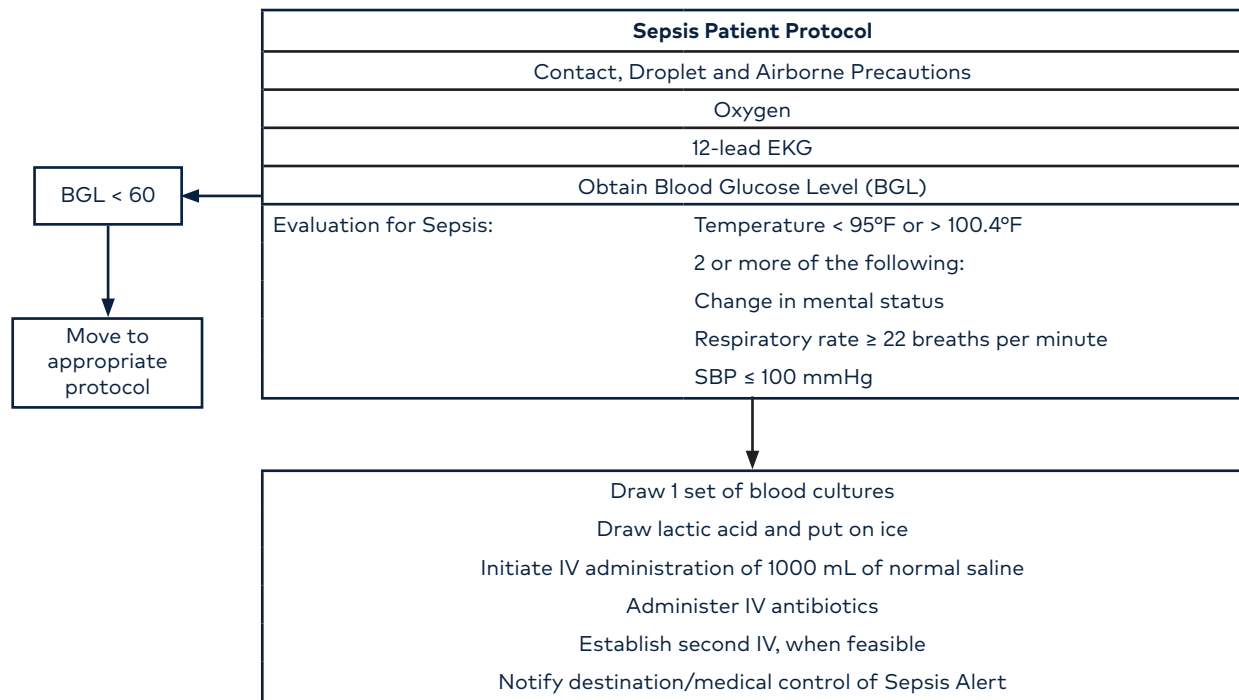 Sepsis Patient Protocol
Contact, Droplet and Airborne Precautions
Oxygen
12-lead EKG
Obtain Blood Glucose Level (BGL)
BGL < 60
Move to
appropriate
protocol
Evaluation for Sepsis:
Temperature < 95°F or > 100.4°F
2 or more of the following:
Change in mental status
Respiratory rate ≥ 22 breaths per minute
SBP ≤ 100 mmHg
Draw 1 set of blood cultures
Draw lactic acid and put on ice
Initiate IV administration of 1000 mL of normal saline
Administer IV antibiotics
Establish second IV, when feasible
Notify destination/medical control of Sepsis Alert